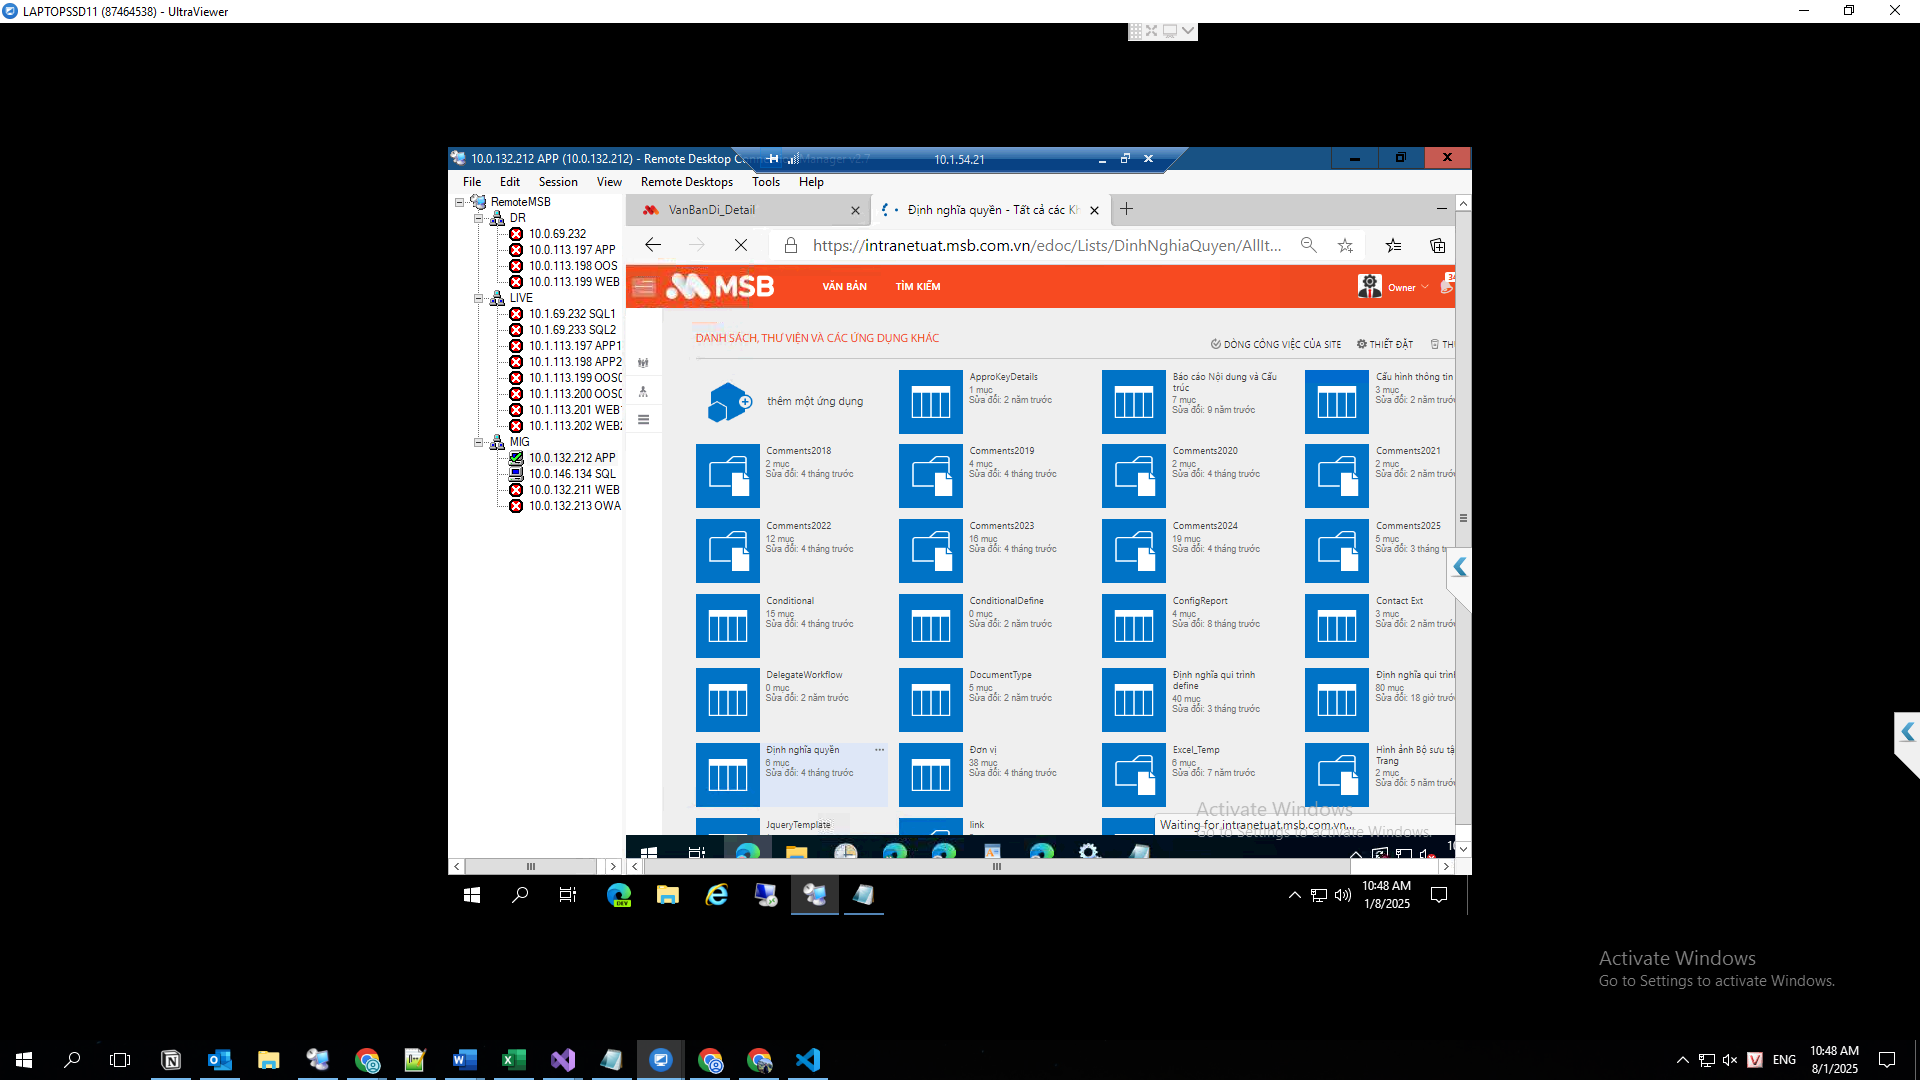 LAPTOPSSD11 (87464538) - UltraViewer
10.0.132.212 APP (10.0.132.212) - Remote Desktop
10.1.54.21
File Edit Session View Remote Desktops Tools Help
RemoteMSB
DR
10.0.69.232
10.0.113.197 APP
10.0.113.198 OOS
10.0.113.199 WEB
LIVE
10.1.69.232 SQL1
10.1.69.233 SQL2
10.1.113.197 APP1
10.1.113.198 APP2
10.1.113.199 OOS
10.1.113.200 OOS
10.1.113.201 WEB
10.1.113.202 WEB
MIG
10.0.132.212 APP
10.0.146.134 SQL
10.0.132.211 WEB
10.0.132.213 OWA
VanBanDi_Detail
Định nghĩa quyền - Tất cả các
https://intranetuat.msb.com.vn/edoc/Lists/DinhNghiaQuyen/AllIt...
MSB
VĂN BẢN
TÌM KIẾM
Owner
DANH SÁCH, THƯ VIỆN VÀ CÁC ỨNG DỤNG KHÁC
DÒNG CÔNG VIỆC CỦA SITE
THIẾT ĐẶT
thêm một ứng dụng
ApproKeyDetails
1 mục
Sửa đổi: 2 năm trước
Báo cáo Nội dung và Cấu
trúc
7 mục
Sửa đổi: 9 năm trước
Cấu hình thông tin
3 mục
Sửa đổi: 2 năm trước
Comments2018
2 mục
Sửa đổi: 4 tháng trước
Comments2019
4 mục
Sửa đổi: 4 tháng trước
Comments2020
2 mục
Sửa đổi: 4 tháng trước
Comments2021
2 mục
Sửa đổi: 2 năm trước
Comments2022
12 mục
Sửa đổi: 4 tháng trước
Comments2023
16 mục
Sửa đổi: 4 tháng trước
Comments2024
19 mục
Sửa đổi: 4 tháng trước
Comments2025
5 mục
Sửa đổi: 3 tháng
Conditional
15 mục
Sửa đổi: 4 tháng trước
ConditionalDefine
0 mục
Sửa đổi: 2 năm trước
ConfigReport
4 mục
Sửa đổi: 8 tháng trước
Contact Ext
3 mục
Sửa đổi: 2 năm trước
DelegateWorkflow
0 mục
Sửa đổi: 2 năm trước
DocumentType
5 mục
Sửa đổi: 2 năm trước
Định nghĩa qui trình
define
40 mục
Sửa đổi: 3 tháng trước
Định nghĩa qui trình
80 mục
Sửa đổi: 18 giờ trước
Định nghĩa quyền
6 mục
Sửa đổi: 4 tháng trước
Đơn vị
38 mục
Sửa đổi: 4 tháng trước
Excel_Temp
6 mục
Sửa đổi: 7 năm trước
Hình ảnh Bộ sưu tập
Trang
2 mục
Sửa đổi: 5 năm trước
JqueryTemplate
link
Activate Windows
Go to Settings to activate Windows.
Waiting for intranetuat.msb.com.vn...
10:48 AM
1/8/2025
Activate Windows
Go to Settings to activate Windows.
ENG
10:48 AM
8/1/2025